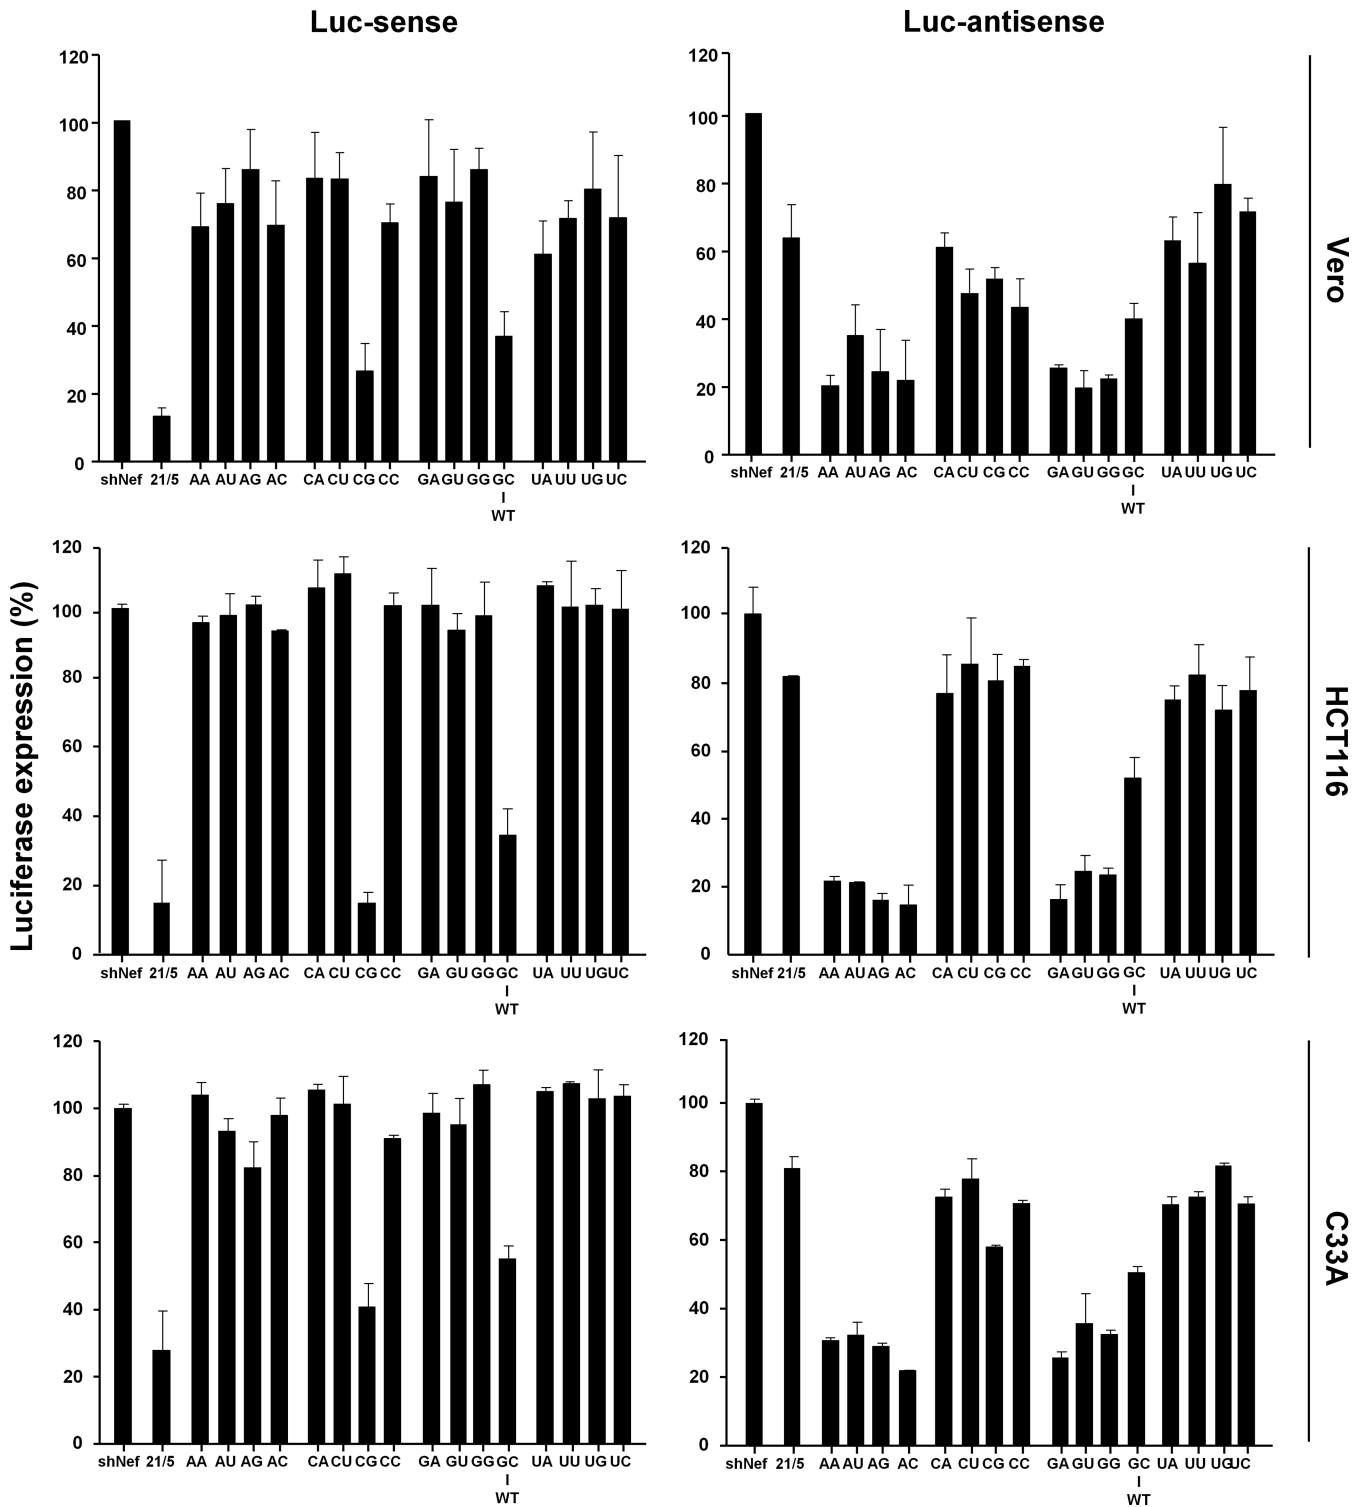 Luc-sense
Luc-antisense
Luciferase expression (%)
120
100
80
60
40
20
0
shNef 21/5 AA AU AG AC CA CU CG CC GA GU GG GC UA UU UG UC
WT
120
100
80
60
40
20
0
shNef 21/5 AA AU AG AC CA CU CG CC GA GU GG GC UA UU UG UC
WT
Vero
120
100
80
60
40
20
0
shNef 21/5 AA AU AG AC CA CU CG CC GA GU GG GC UA UU UG UC
WT
120
100
80
60
40
20
0
shNef 21/5 AA AU AG AC CA CU CG CC GA GU GG GC UA UU UG UC
WT
HCT116
120
100
80
60
40
20
0
shNef 21/5 AA AU AG AC CA CU CG CC GA GU GG GC UA UU UG UC
WT
120
100
80
60
40
20
0
shNef 21/5 AA AU AG AC CA CU CG CC GA GU GG GC UA UU UG UC
WT
C33A